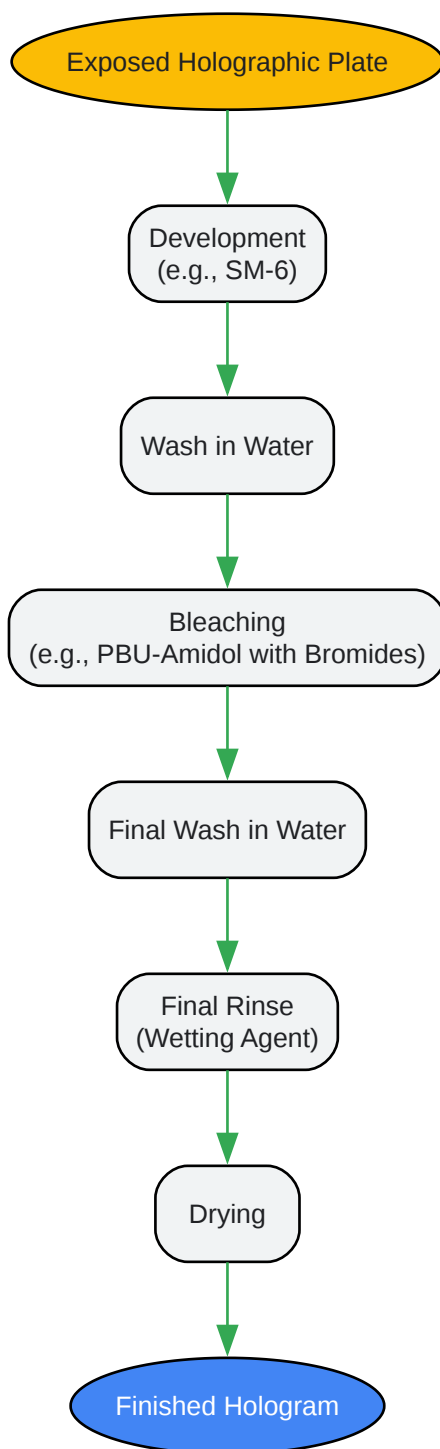 Exposed Holographic Plate
Development
(e.g., SM-6)
Wash in Water
Bleaching
(e.g., PBU-Amidol with Bromides)
Final Wash in Water
Final Rinse
(Wetting Agent)
Drying
Finished Hologram